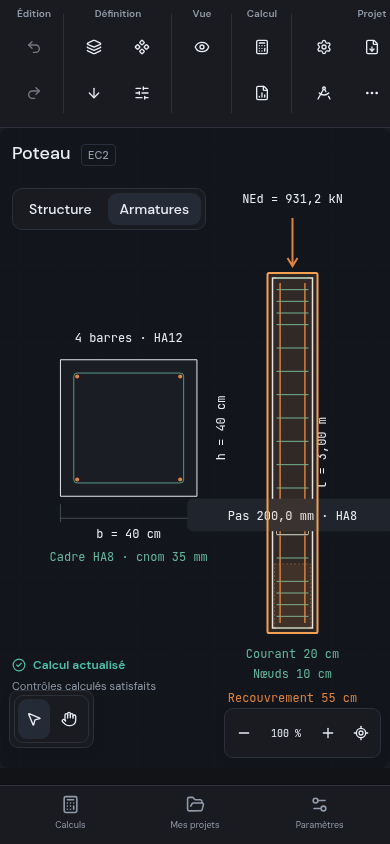 Édition Définition Vue Calcul Projet
Poteau EC2
Structure Armatures
NEd = 931,2 kN
4 barres · HA12
h = 40 cm
L = 3,00 m
Pas 200,0 mm · HA8
b = 40 cm
Cadre HA8 · cnom 35 mm
Courant 20 cm
Nœuds 10 cm
Recouvrement 55 cm
Calcul actualisé
Contrôles calculés satisfaits
100 %
Calculs Mes projets Paramètres